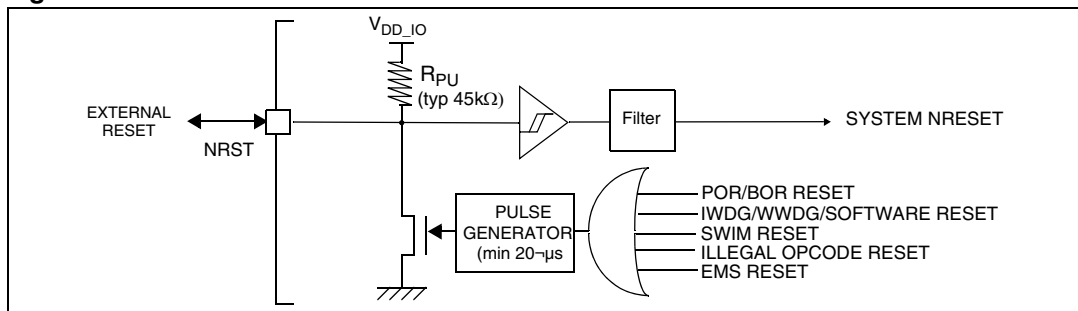 V_DD_IO
R_PU
(typ 45kΩ)
EXTERNAL
RESET
NRST
Filter
SYSTEM NRESET
PULSE
GENERATOR
(min 20¬µs
POR/BOR RESET
IWDG/WWDG/SOFTWARE RESET
SWIM RESET
ILLEGAL OPCODE RESET
EMS RESET